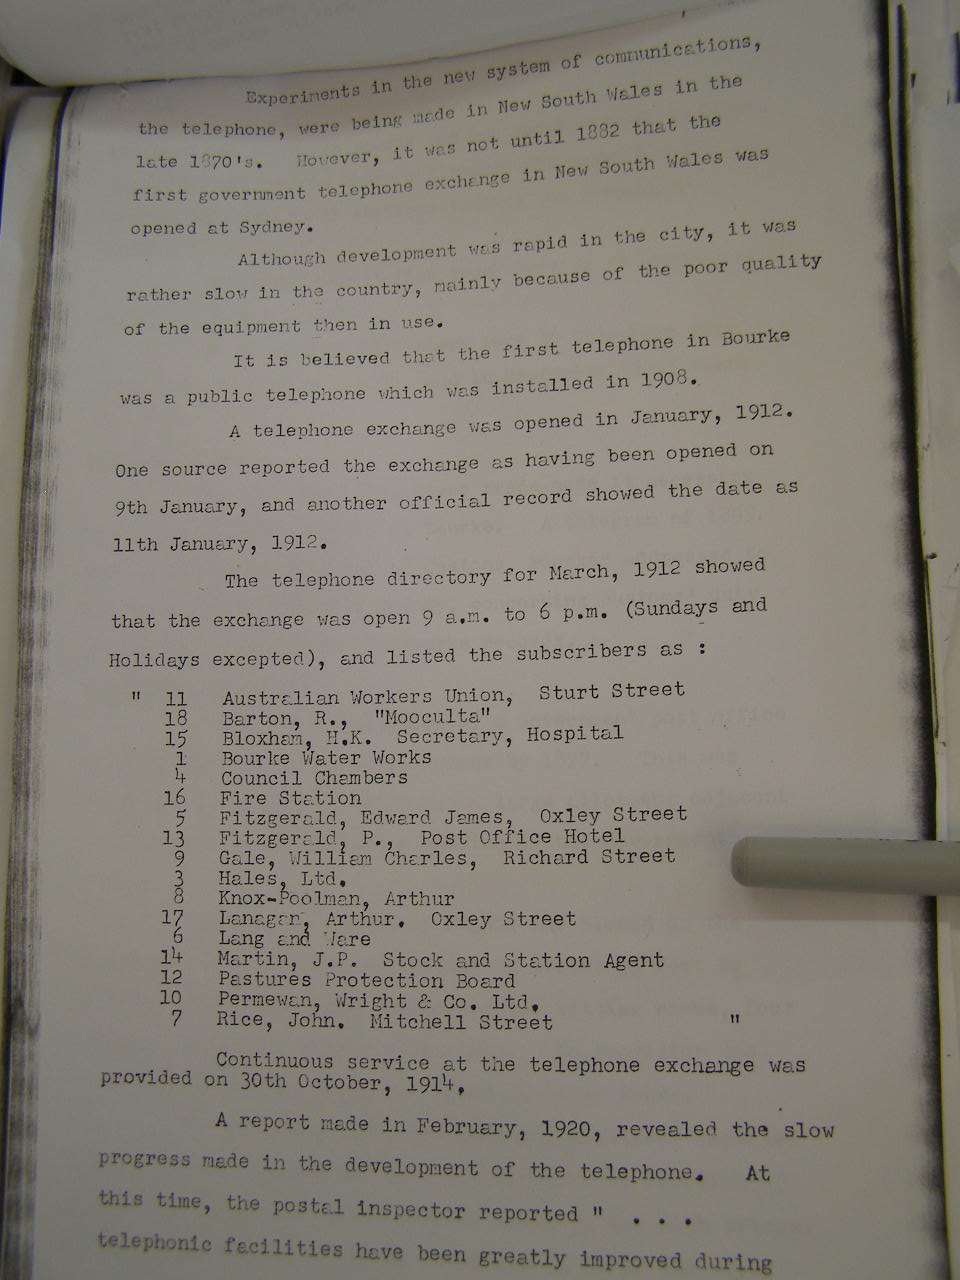 Experiments in the new system of communications,
the telephone, were being made in New South Wales in the
late 1870's. However, it was not until 1882 that the
first government telephone exchange in New South Wales was
opened at Sydney.
Although development was rapid in the city, it was
rather slow in the country, mainly because of the poor quality
of the equipment then in use.
It is believed that the first telephone in Bourke
was a public telephone which was installed in 1908.
A telephone exchange was opened in January, 1912.
One source reported the exchange as having been opened on
9th January, and another official record showed the date as
11th January, 1912.
The telephone directory for March, 1912 showed
that the exchange was open 9 a.m. to 6 p.m. (Sundays and
Holidays excepted), and listed the subscribers as :
" 11 Australian Workers Union, Sturt Street
18 Barton, R., "Mooculta"
15 Bloxham, H.K. Secretary, Hospital
1 Bourke Water Works
4 Council Chambers
16 Fire Station
5 Fitzgerald, Edward James, Oxley Street
13 Fitzgerald, P., Post Office Hotel
9 Gale, William Charles, Richard Street
3 Hales, Ltd.
8 Knox-Poolman, Arthur
17 Lanagan, Arthur. Oxley Street
6 Lang and Ware
14 Martin, J.P. Stock and Station Agent
12 Pastures Protection Board
10 Permewan, Wright & Co. Ltd.
7 Rice, John. Mitchell Street "
Continuous service at the telephone exchange was
provided on 30th October, 1914.
A report made in February, 1920, revealed the slow
progress made in the development of the telephone. At
this time, the postal inspector reported " . . .
telephonic facilities have been greatly improved during